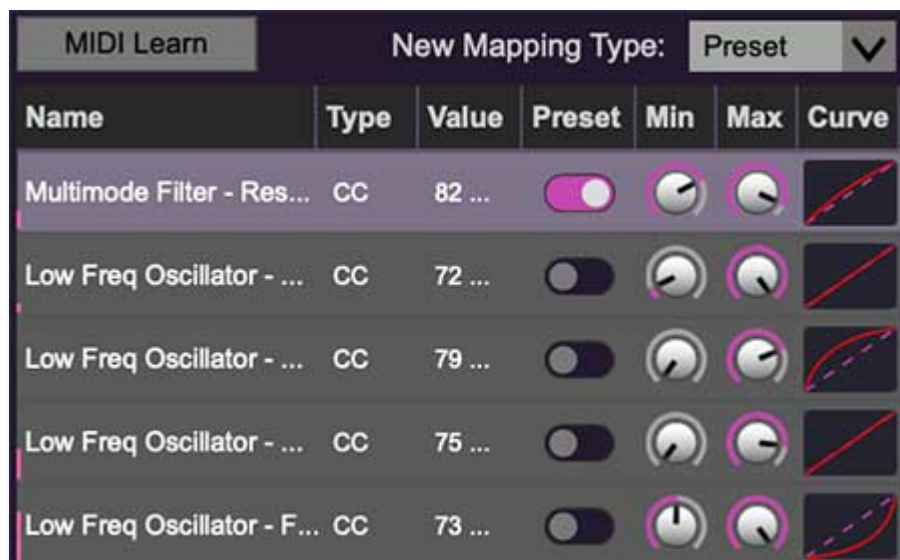 MIDI Learn New Mapping Type: Preset
Name Type Value Preset Min Max Curve
Multimode Filter - Res... CC 82 ...
Low Freq Oscillator - ... CC 72 ...
Low Freq Oscillator - ... CC 79 ...
Low Freq Oscillator - ... CC 75 ...
Low Freq Oscillator - F... CC 73 ...